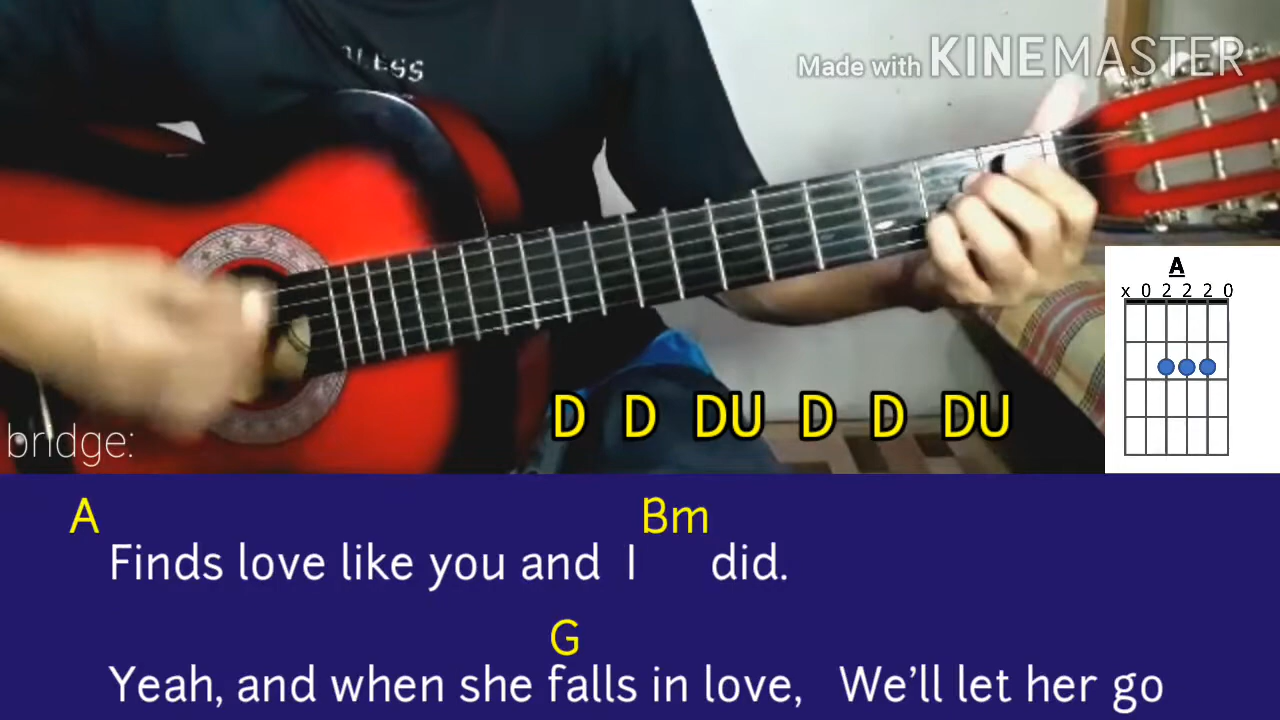 Made with KINEMASTER
A
x 0 2 2 2 0
D D DU D D DU
bridge:
A Bm
Finds love like you and I did.
G
Yeah, and when she falls in love, We'll let her go